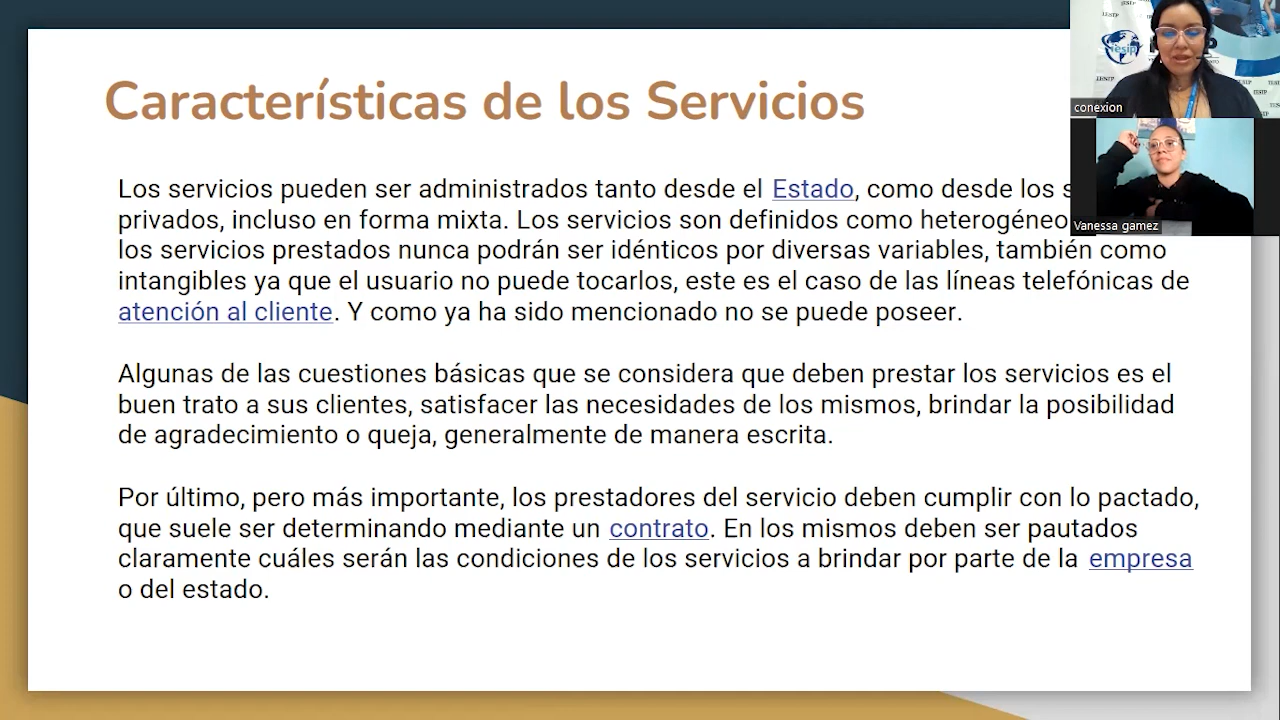 Características de los Servicios
Los servicios pueden ser administrados tanto desde el Estado, como desde los
privados, incluso en forma mixta. Los servicios son definidos como
los servicios prestados nunca podrán ser idénticos por diversas variables, también como
intangibles ya que el usuario no puede tocarlos, este es el caso de las líneas telefónicas de
atención al cliente. Y como ya ha sido mencionado no se puede poseer.
Algunas de las cuestiones básicas que se considera que deben prestar los servicios es el
buen trato a sus clientes, satisfacer las necesidades de los mismos, brindar la posibilidad
de agradecimiento o queja, generalmente de manera escrita.
Por último, pero más importante, los prestadores del servicio deben cumplir con lo pactado,
que suele ser determinando mediante un contrato. En los mismos deben ser pautados
claramente cuáles serán las condiciones de los servicios a brindar por parte de la empresa
o del estado.
IESIP
iesip
IESIP
IESIP
conexion
Vanessa gamez